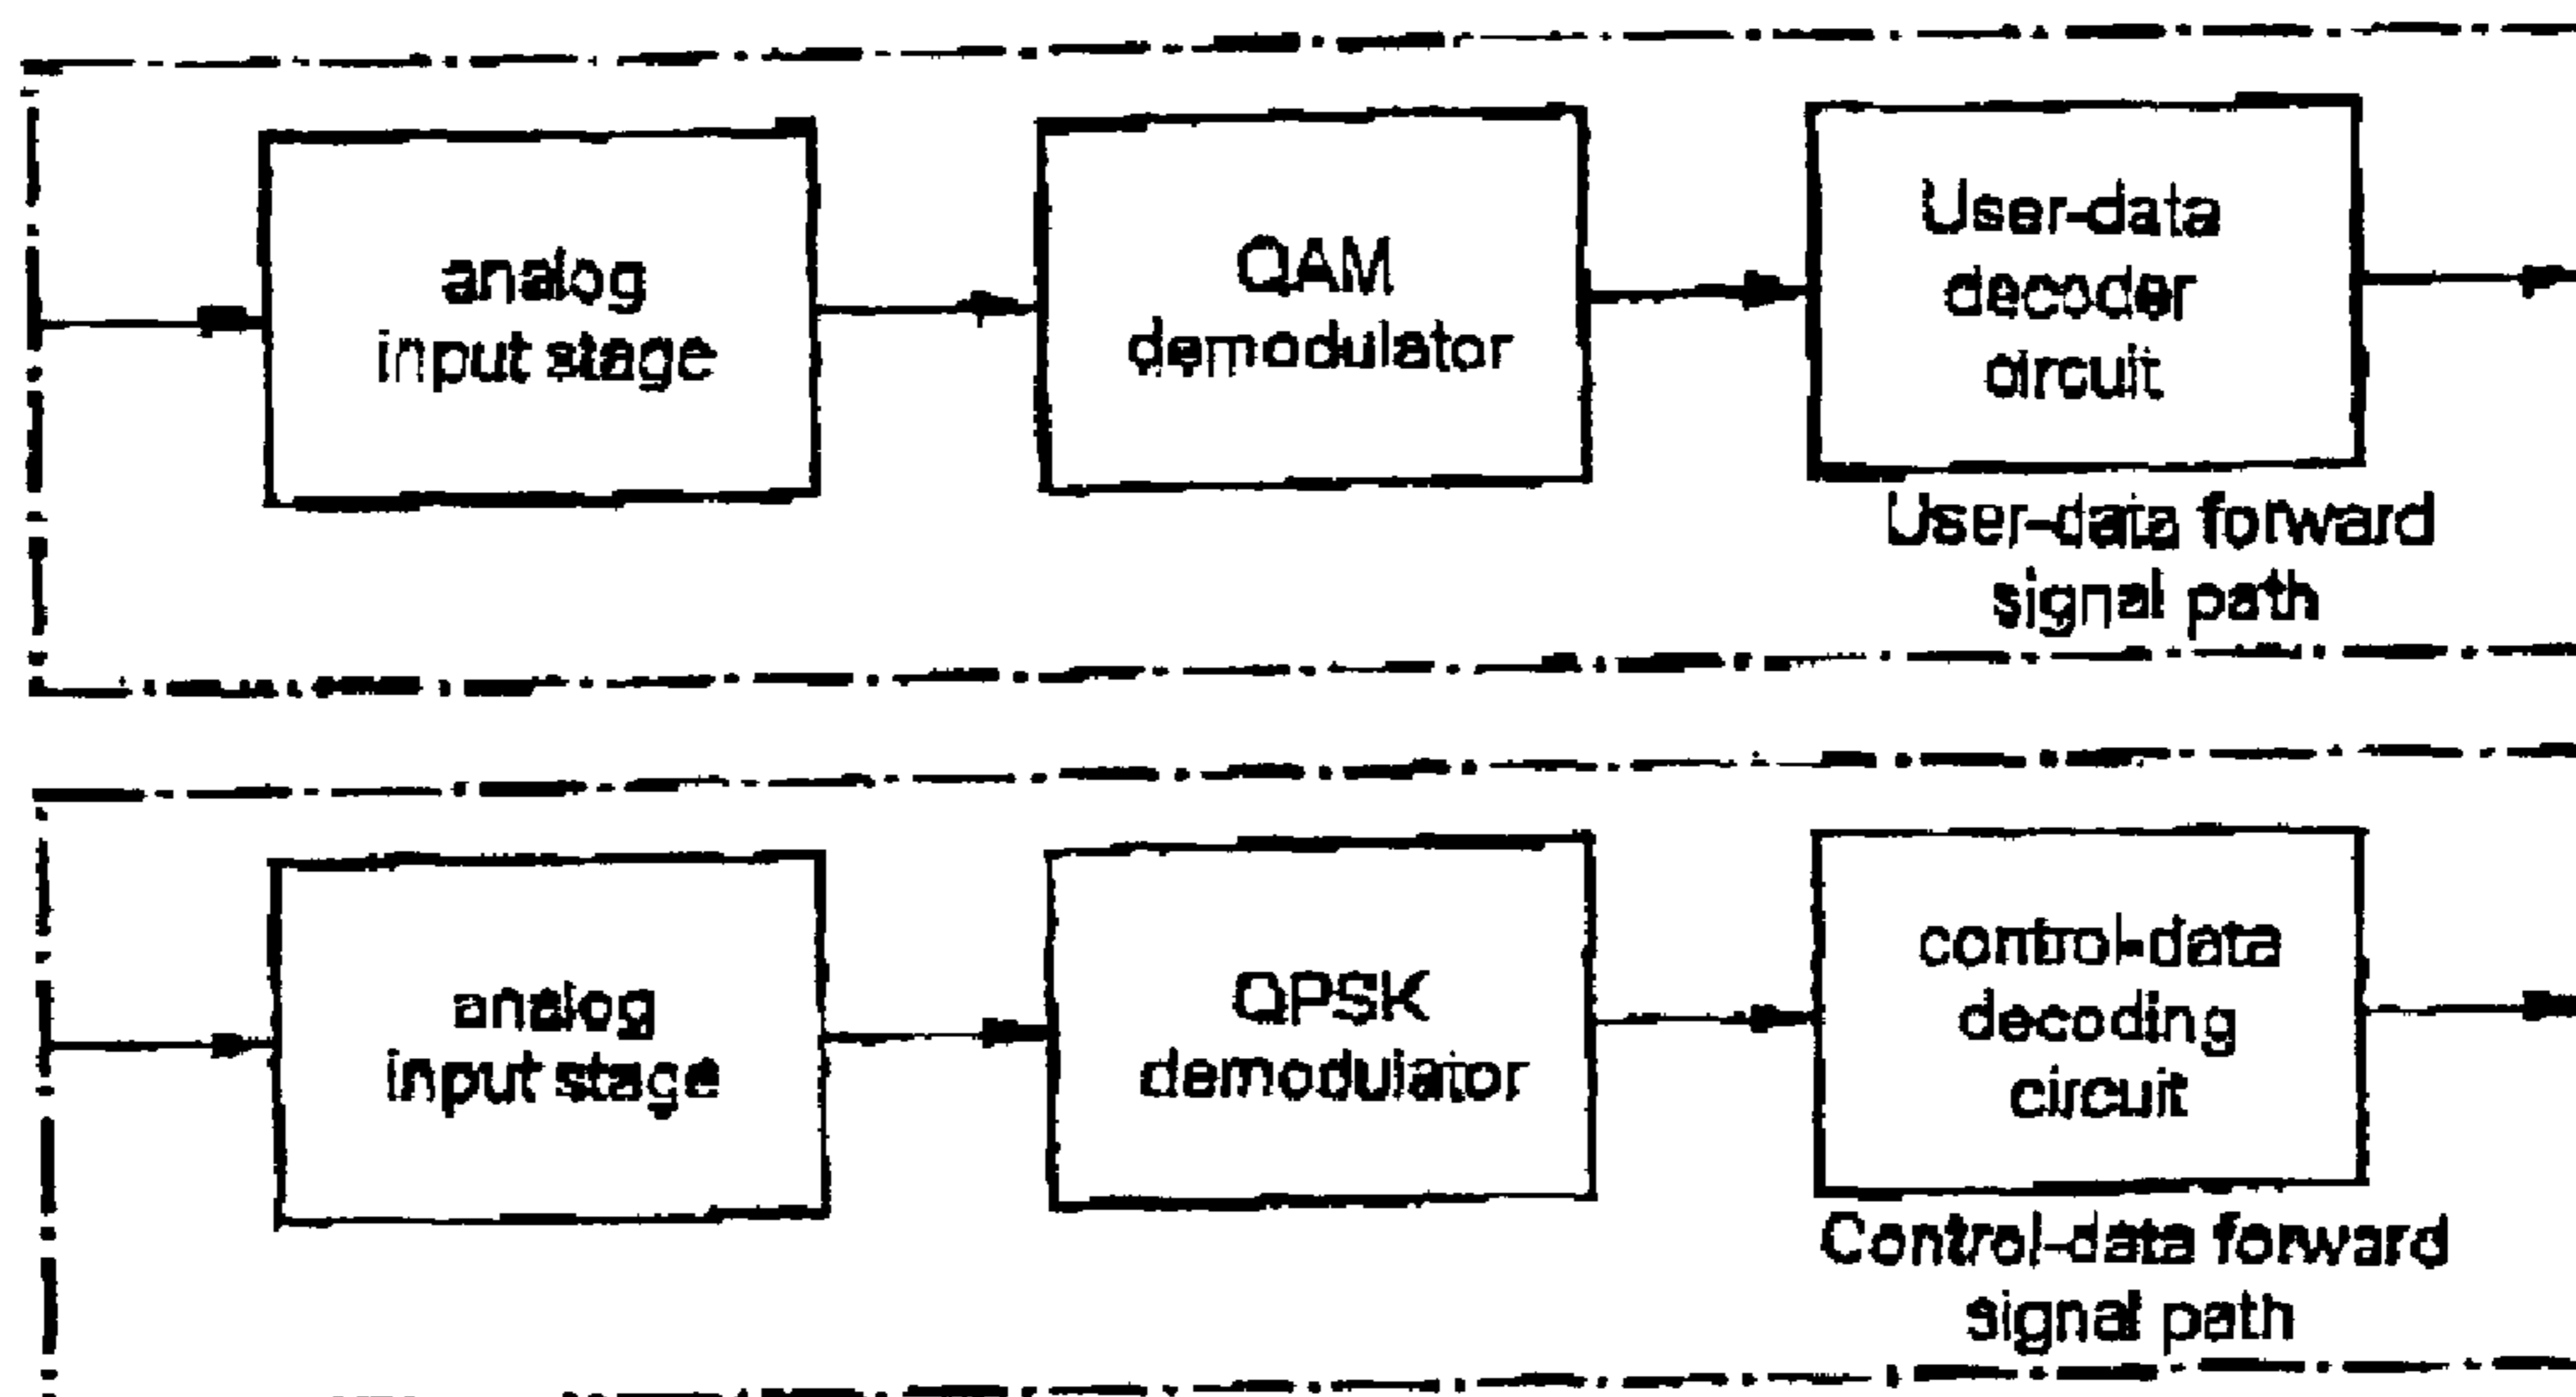 analog
input stage
QAM
demodulator
User-data
decoder
circuit
User-data forward
signal path
analog
input stage
QPSK
demodulator
control-data
decoding
circuit
Control-data forward
signal path